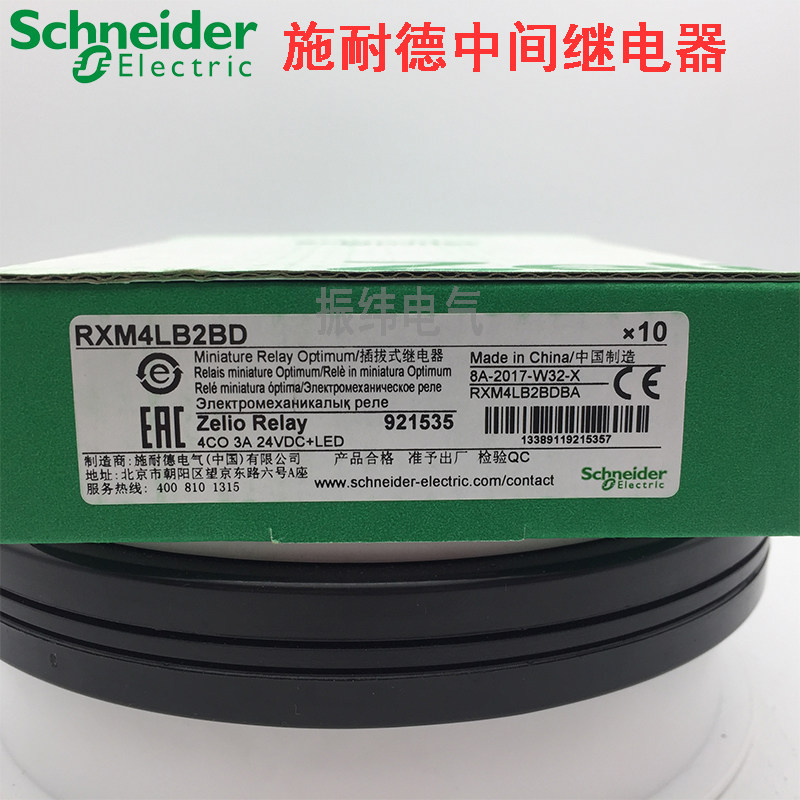 Schneider
Electric
施耐德中间继电器
振纬电气
RXM4LB2BD
×10
Miniature Relay Optimum/插拔式继电器
Relais miniature Optimum/Relè in miniatura Optimum
Relé miniatura óptima/Электромеханическое реле
Электромеханикалық реле
Made in China/中国制造
8A-2017-W32-X
RXM4LB2BDBA
CE
EAC
Zelio Relay 921535
4CO 3A 24VDC+LED
13389119215357
制造商: 施耐德电气(中国)有限公司
地址: 北京市朝阳区望京东路六号A座
服务热线: 400 810 1315
产品合格 准予出厂 检验QC
www.schneider-electric.com/contact
Schneider
Electric